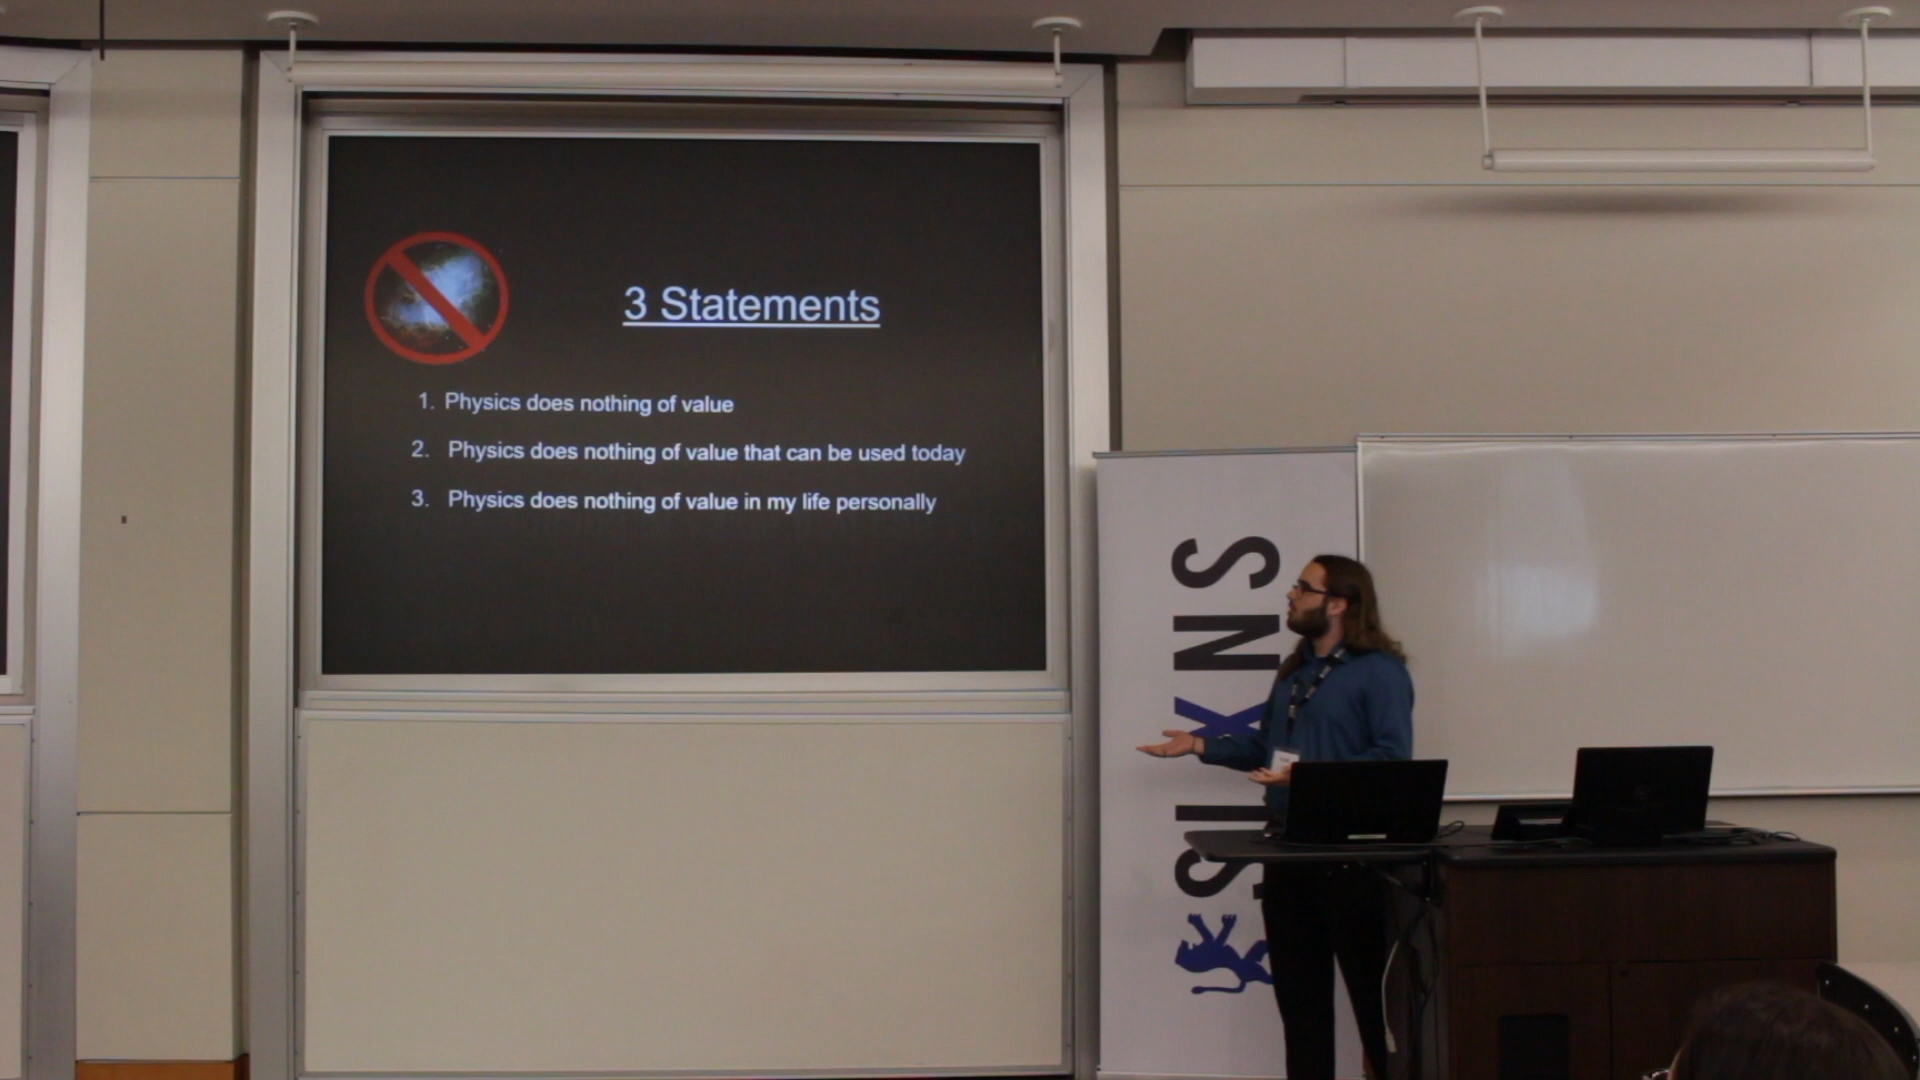 3 Statements
1. Physics does nothing of value
2. Physics does nothing of value that can be used today
3. Physics does nothing of value in my life personally